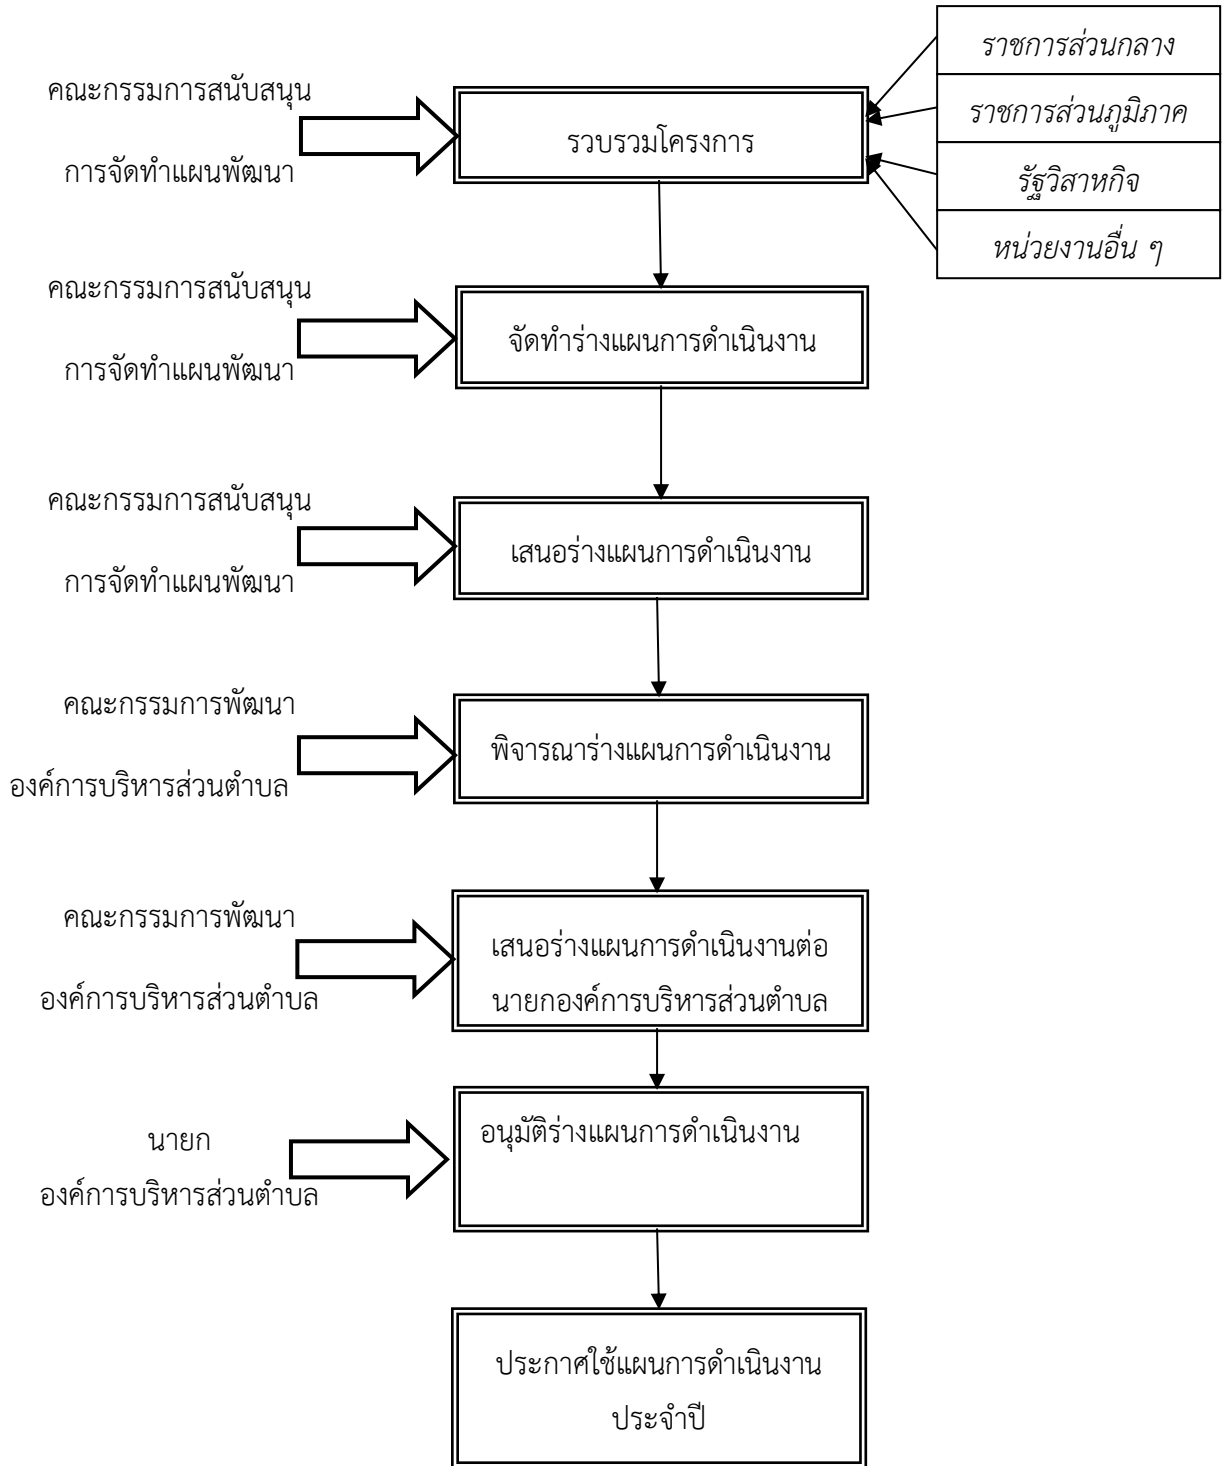 ราชการส่วนกลาง
ราชการส่วนภูมิภาค
รัฐวิสาหกิจ
หน่วยงานอื่น ๆ
คณะกรรมการสนับสนุน
การจัดทำแผนพัฒนา
รวบรวมโครงการ
คณะกรรมการสนับสนุน
การจัดทำแผนพัฒนา
จัดทำร่างแผนการดำเนินงาน
คณะกรรมการสนับสนุน
การจัดทำแผนพัฒนา
เสนอร่างแผนการดำเนินงาน
คณะกรรมการพัฒนา
องค์การบริหารส่วนตำบล
พิจารณาร่างแผนการดำเนินงาน
คณะกรรมการพัฒนา
องค์การบริหารส่วนตำบล
เสนอร่างแผนการดำเนินงานต่อ
นายกองค์การบริหารส่วนตำบล
นายก
องค์การบริหารส่วนตำบล
อนุมัติร่างแผนการดำเนินงาน
ประกาศใช้แผนการดำเนินงาน
ประจำปี